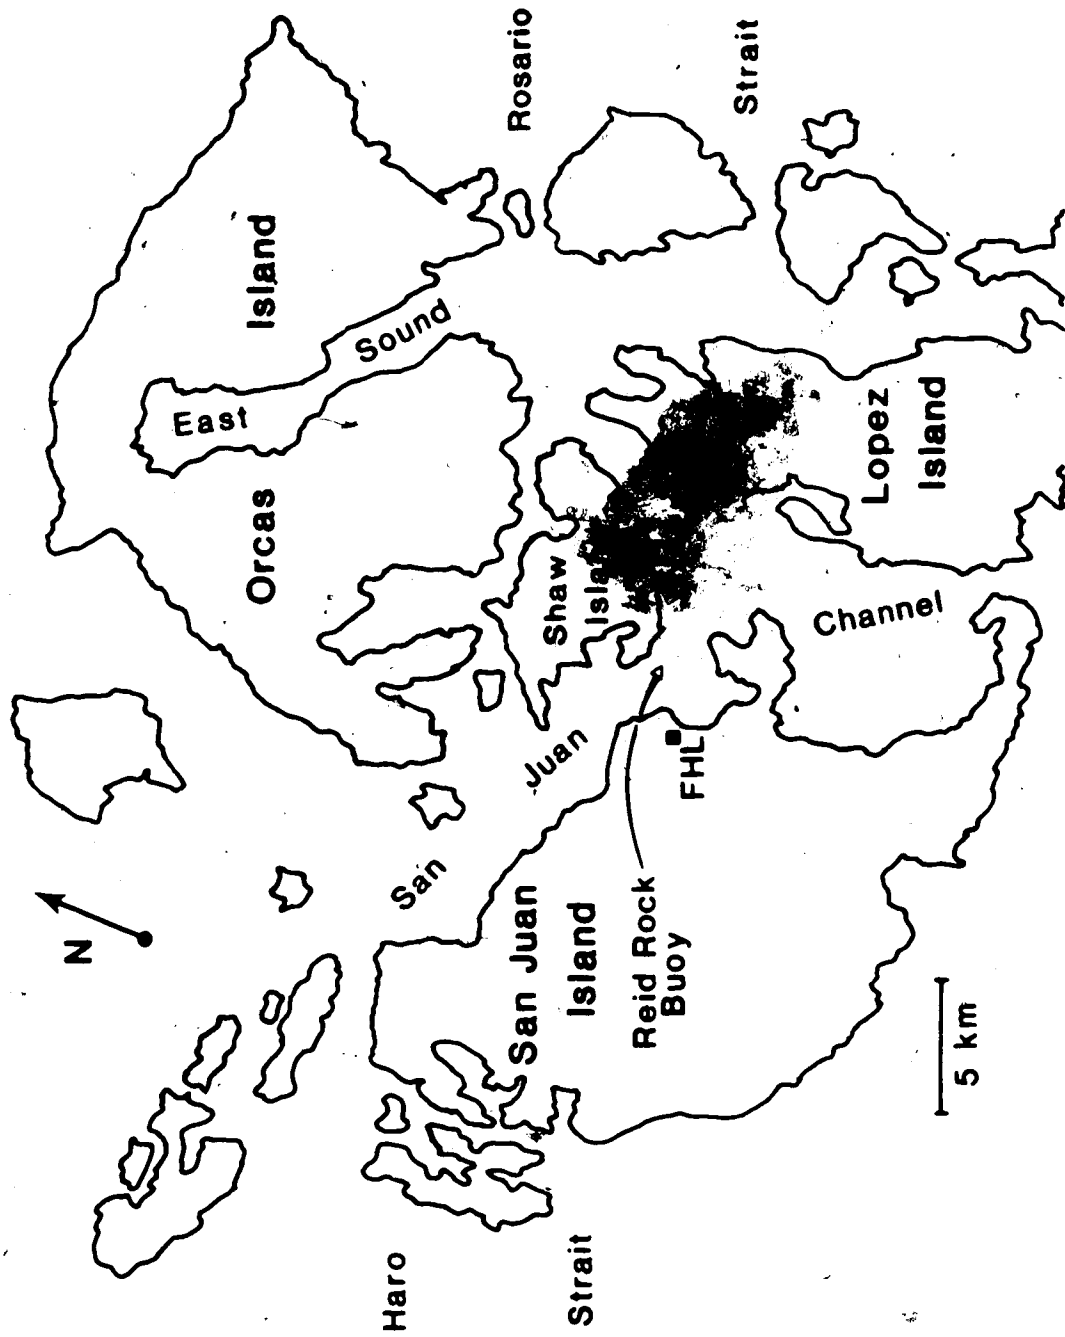 N
Haro
Strait
San
Juan
Channel
San Juan
Island
Reid Rock
Buoy
FHL
5 km
Orcas
Island
East
Sound
Shaw
Lopez
Island
Rosario
Strait